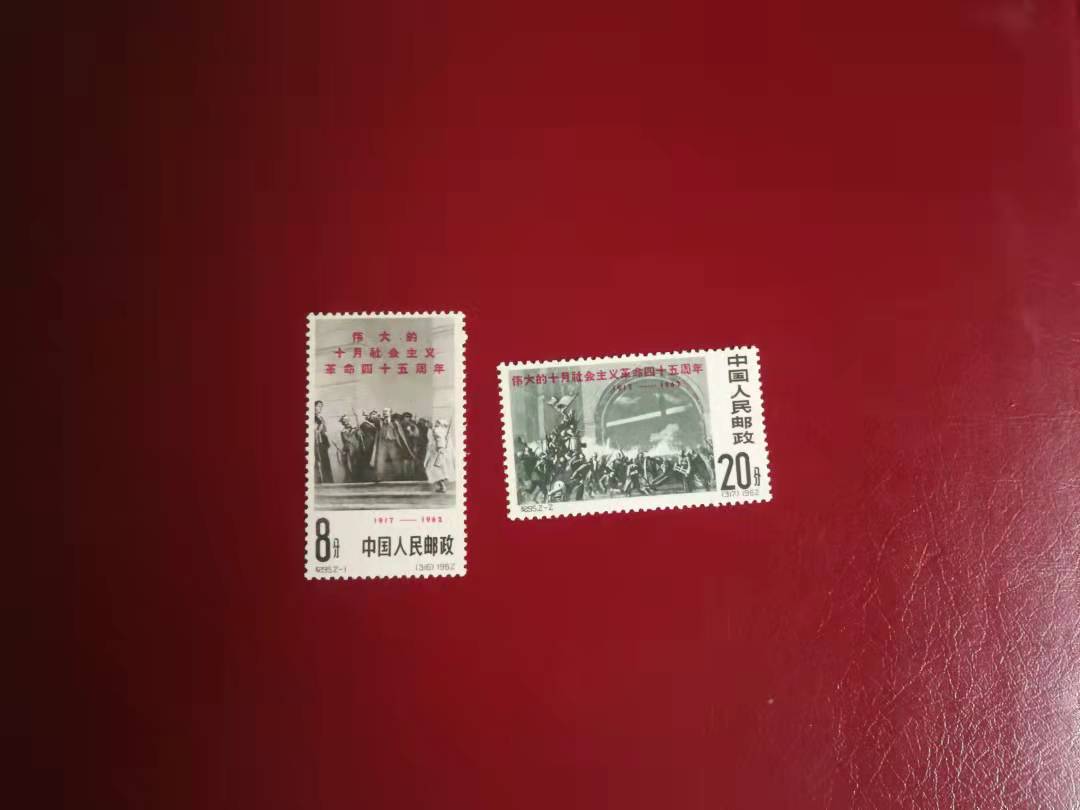 伟大的
十月社会主义
革命四十五周年
1917 — 1962
8分 中国人民邮政
纪95.2-1 (316) 1962
伟大的十月社会主义革命四十五周年
1917 — 1962
中国人民邮政
20分
纪95.2-2 (317) 1962